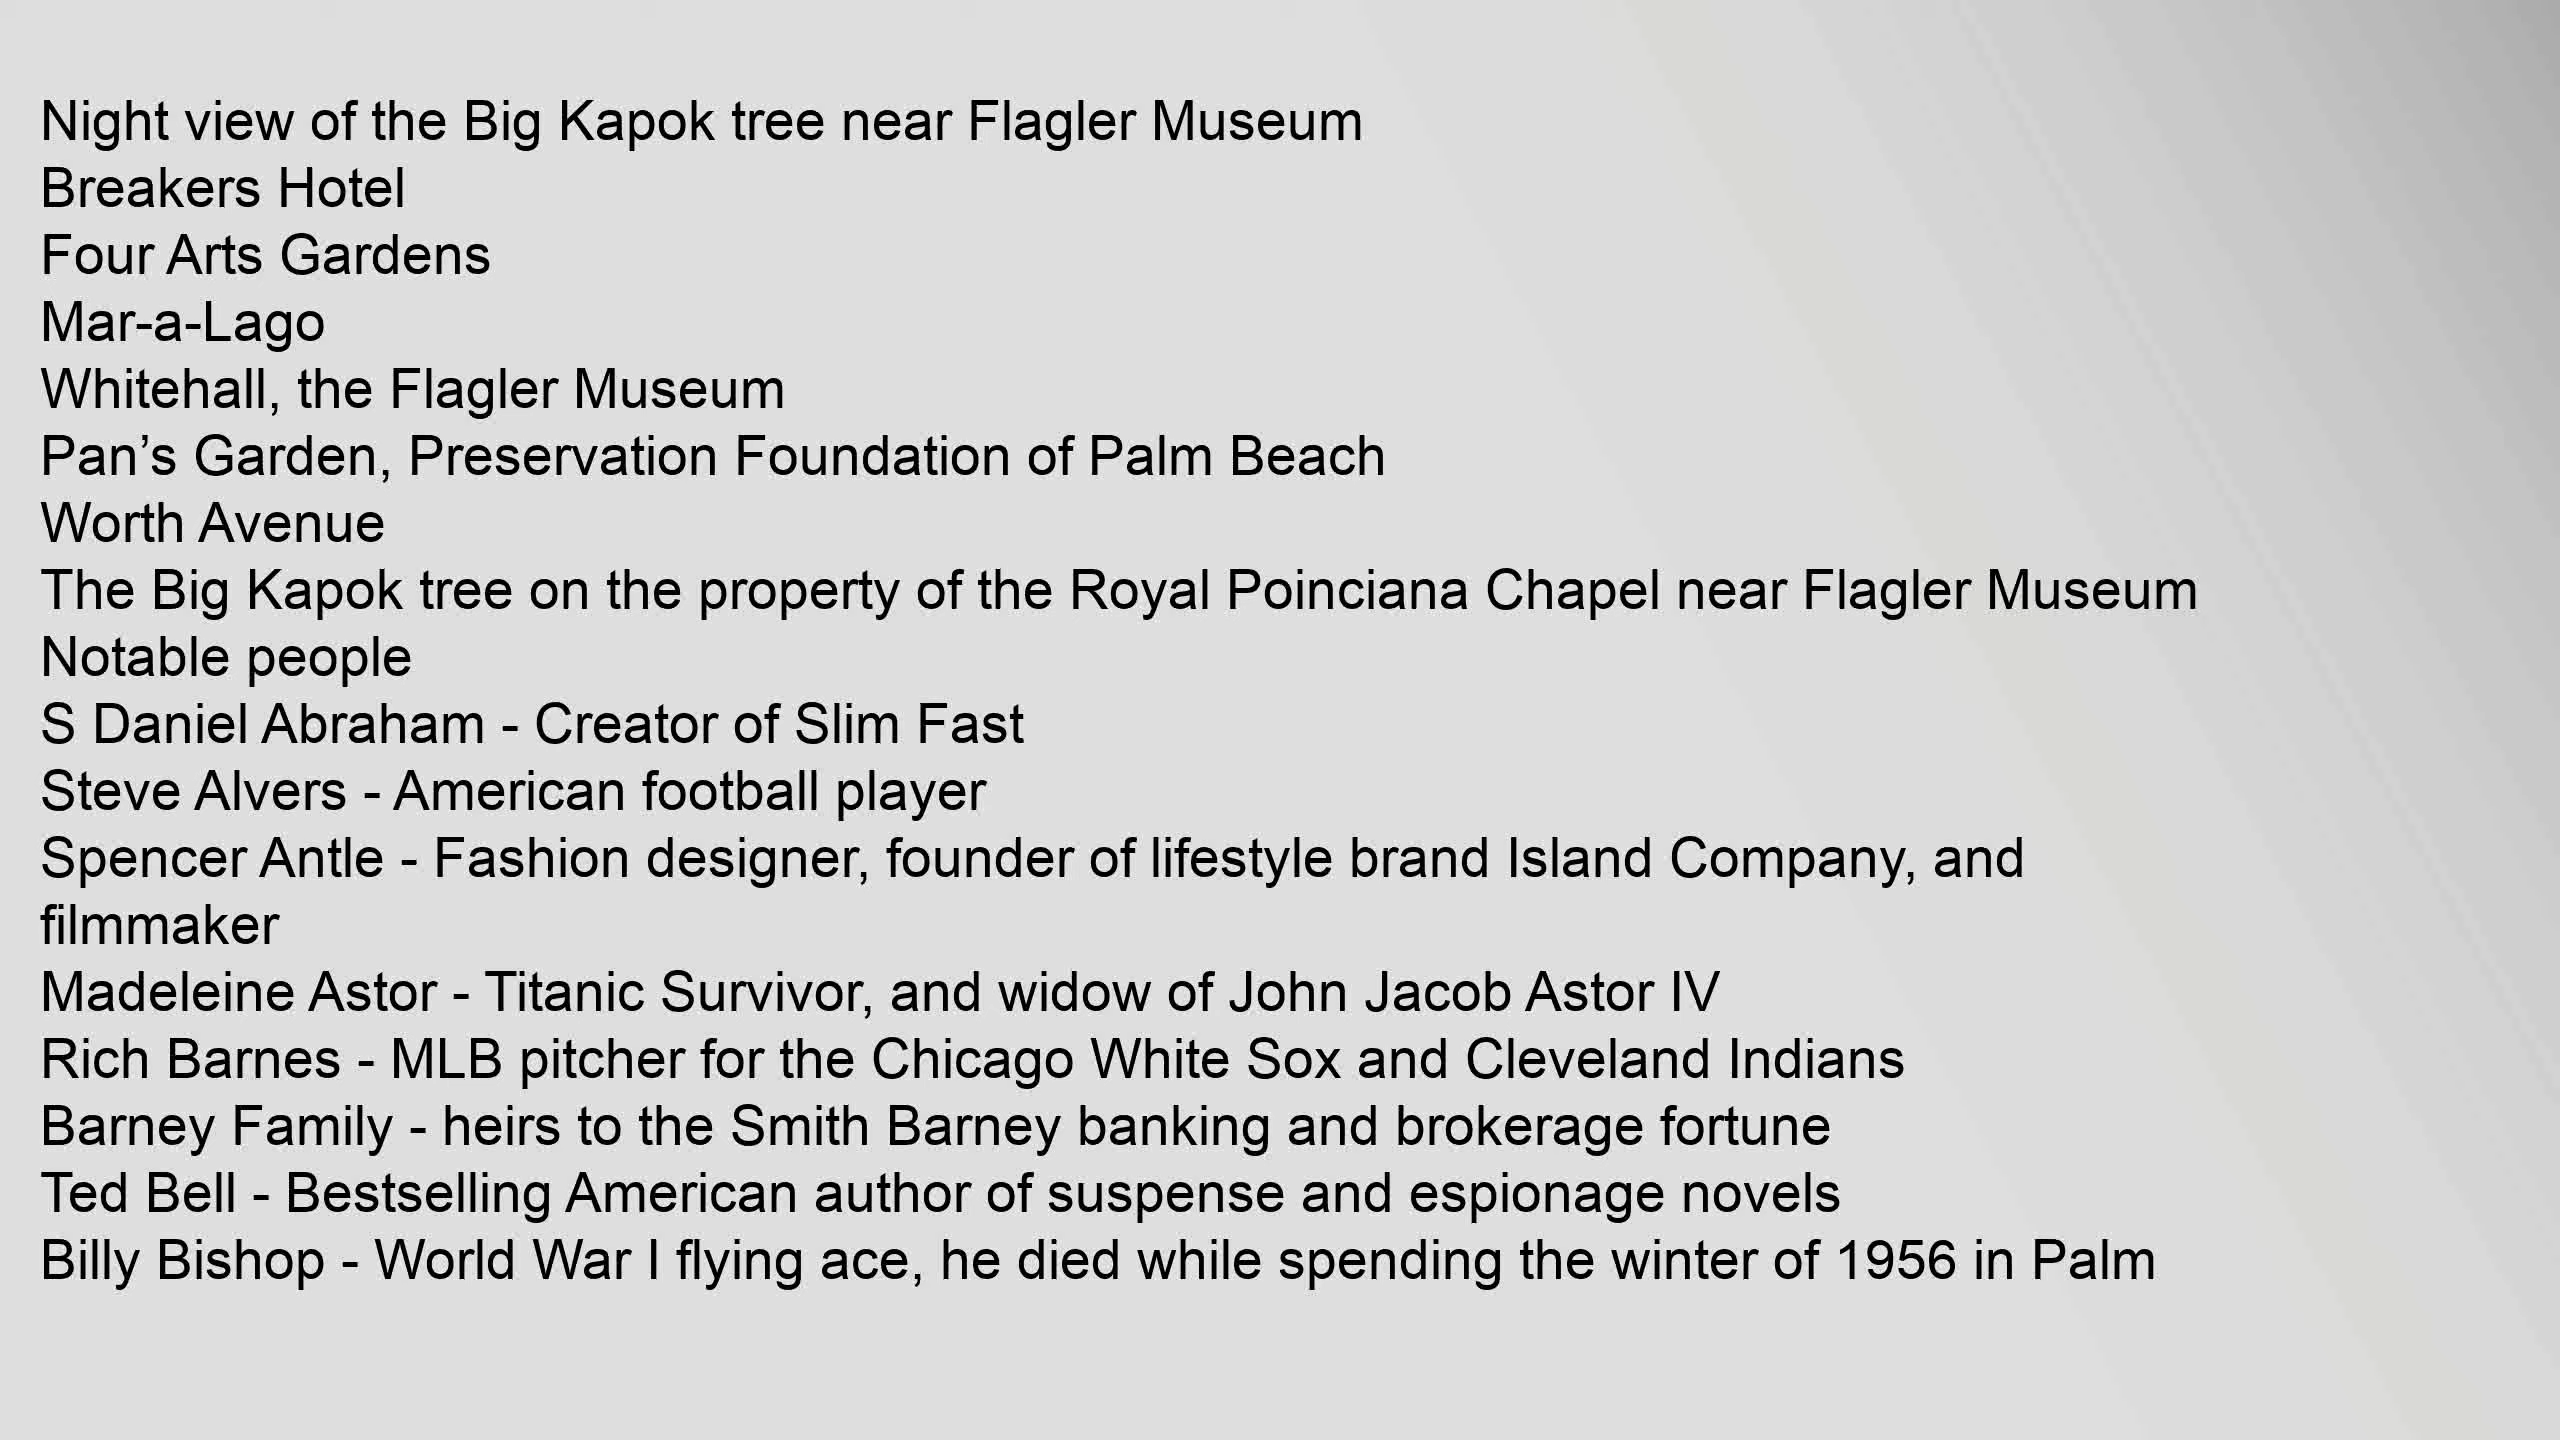 Night view of the Big Kapok tree near Flagler Museum
Breakers Hotel
Four Arts Gardens
Mar-a-Lago
Whitehall, the Flagler Museum
Pan’s Garden, Preservation Foundation of Palm Beach
Worth Avenue
The Big Kapok tree on the property of the Royal Poinciana Chapel near Flagler Museum
Notable people
S Daniel Abraham - Creator of Slim Fast
Steve Alvers - American football player
Spencer Antle - Fashion designer, founder of lifestyle brand Island Company, and
filmmaker
Madeleine Astor - Titanic Survivor, and widow of John Jacob Astor IV
Rich Barnes - MLB pitcher for the Chicago White Sox and Cleveland Indians
Barney Family - heirs to the Smith Barney banking and brokerage fortune
Ted Bell - Bestselling American author of suspense and espionage novels
Billy Bishop - World War I flying ace, he died while spending the winter of 1956 in Palm